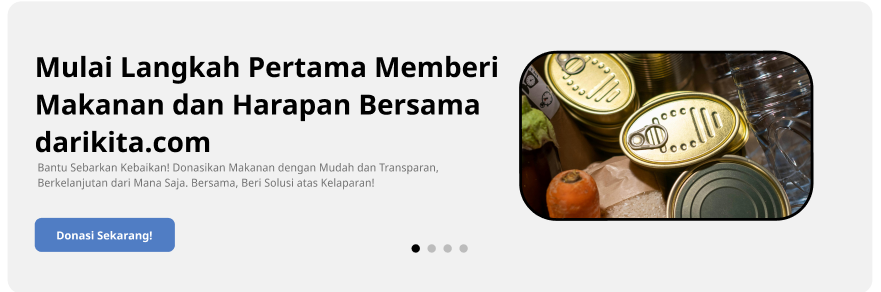 Mulai Langkah Pertama Memberi
Makanan dan Harapan Bersama
darikita.com
Bantu Sebarkan Kebaikan! Donasikan Makanan dengan Mudah dan Transparan,
Berkelanjutan dari Mana Saja. Bersama, Beri Solusi atas Kelaparan!
Donasi Sekarang!